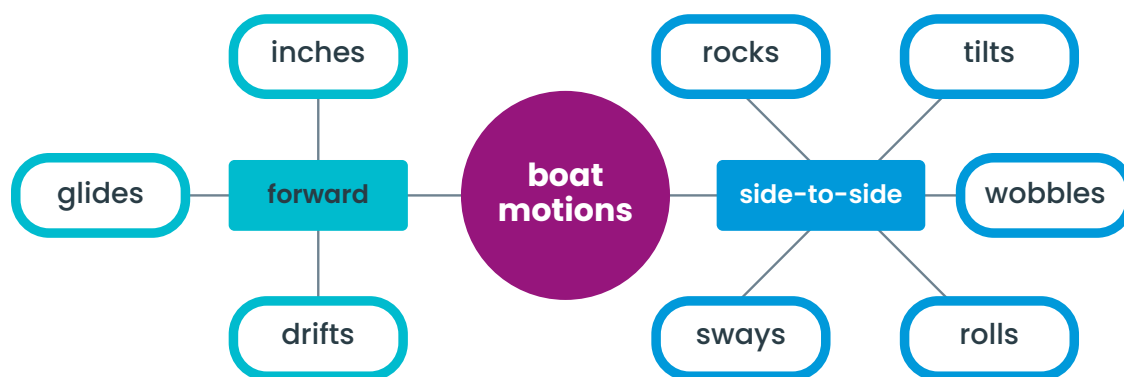 inches
rocks
tilts
glides
forward
boat
motions
side-to-side
wobbles
drifts
sways
rolls